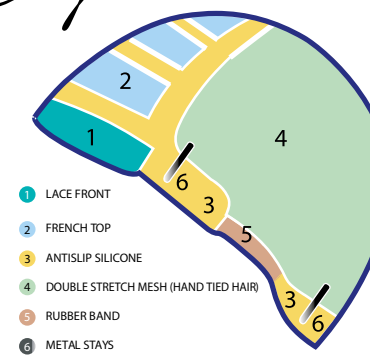 2
1
4
6
3
5
3
6
1 LACE FRONT
2 FRENCH TOP
3 ANTISLIP SILICONE
4 DOUBLE STRETCH MESH (HAND TIED HAIR)
5 RUBBER BAND
6 METAL STAYS